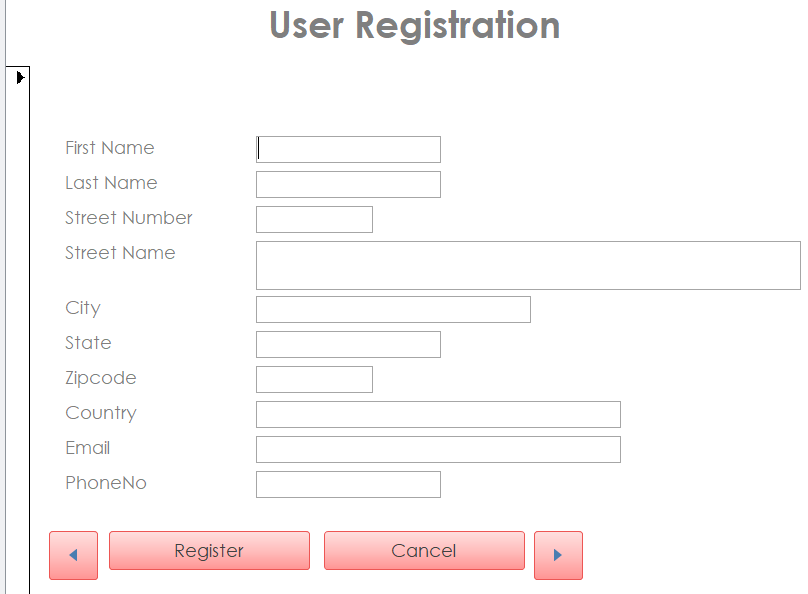 User Registration
First Name
Last Name
Street Number
Street Name
City
State
Zipcode
Country
Email
PhoneNo
Register Cancel